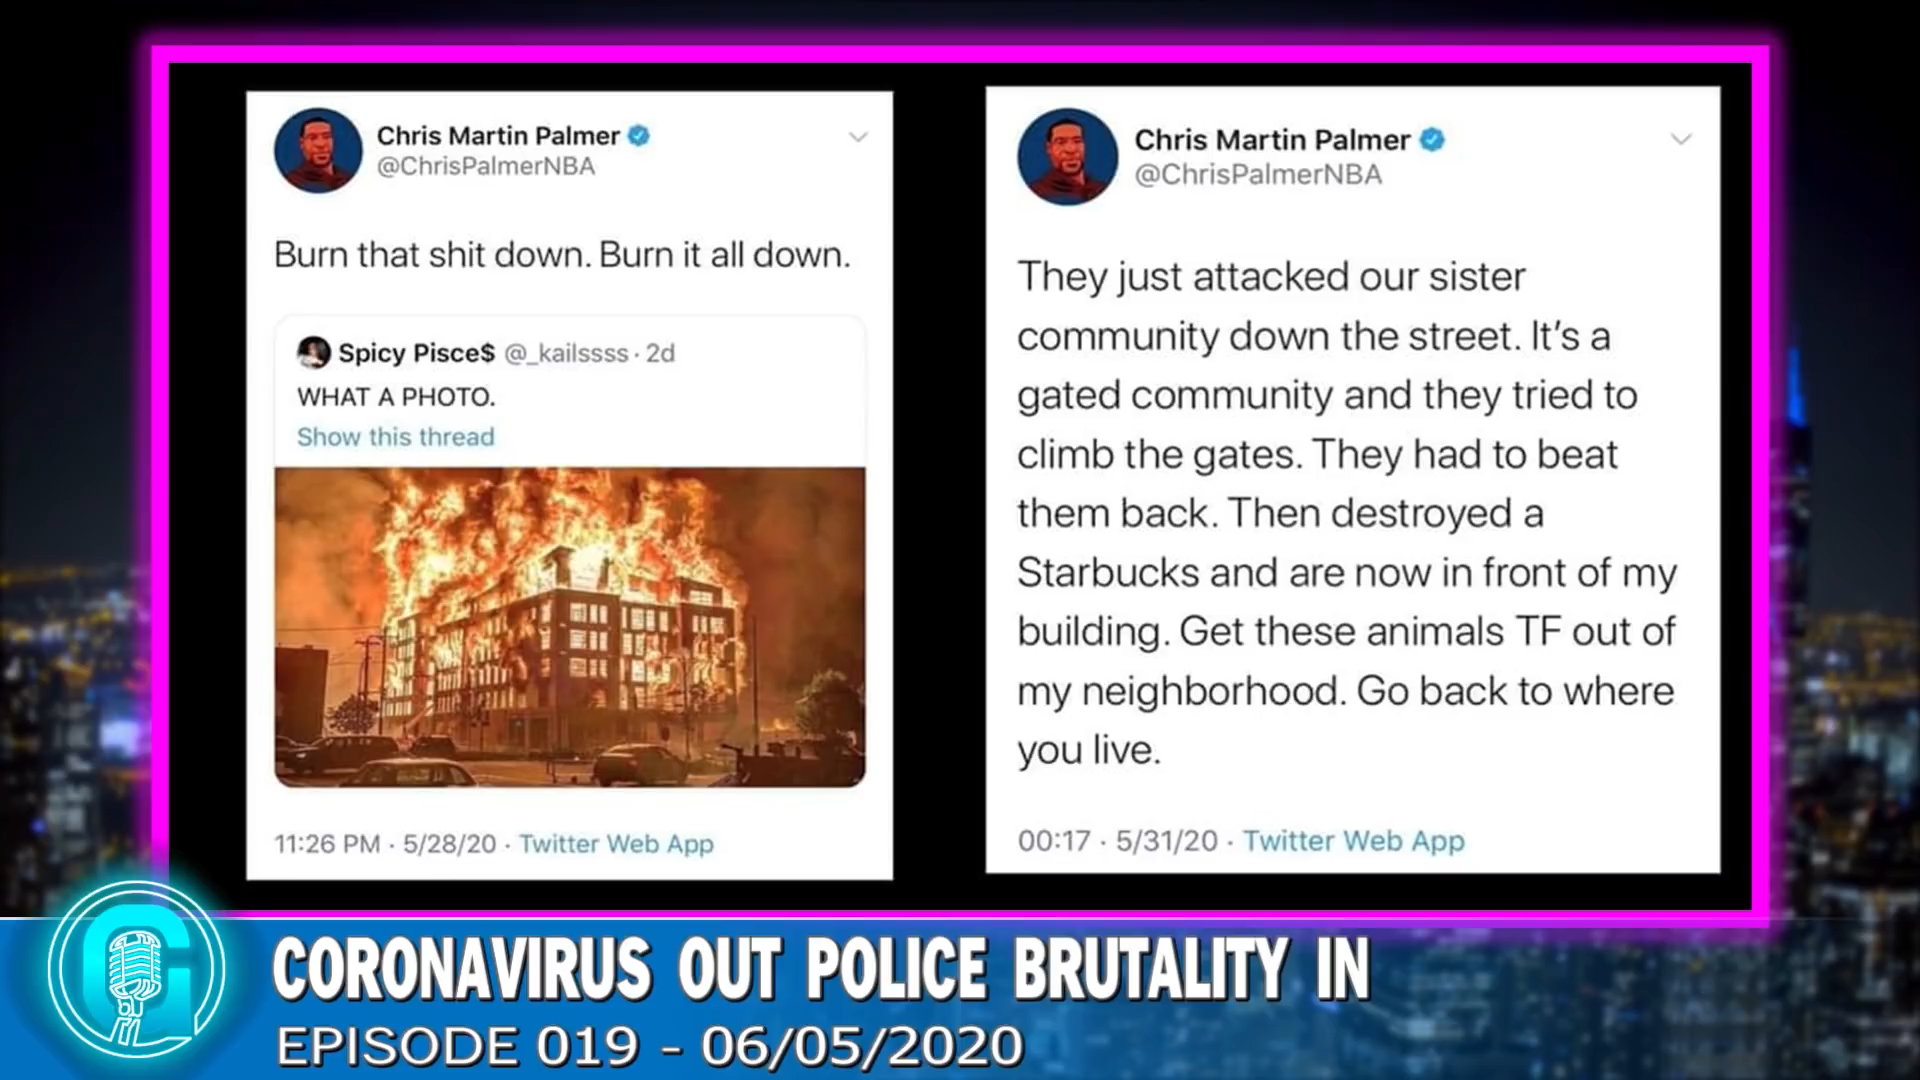 Chris Martin Palmer
@ChrisPalmerNBA
Burn that shit down. Burn it all down.
Spicy Pisce$ @_kailssss · 2d
WHAT A PHOTO.
Show this thread
11:26 PM · 5/28/20 · Twitter Web App
Chris Martin Palmer
@ChrisPalmerNBA
They just attacked our sister
community down the street. It's a
gated community and they tried to
climb the gates. They had to beat
them back. Then destroyed a
Starbucks and are now in front of my
building. Get these animals TF out of
my neighborhood. Go back to where
you live.
00:17 · 5/31/20 · Twitter Web App
CORONAVIRUS OUT POLICE BRUTALITY IN
EPISODE 019 - 06/05/2020